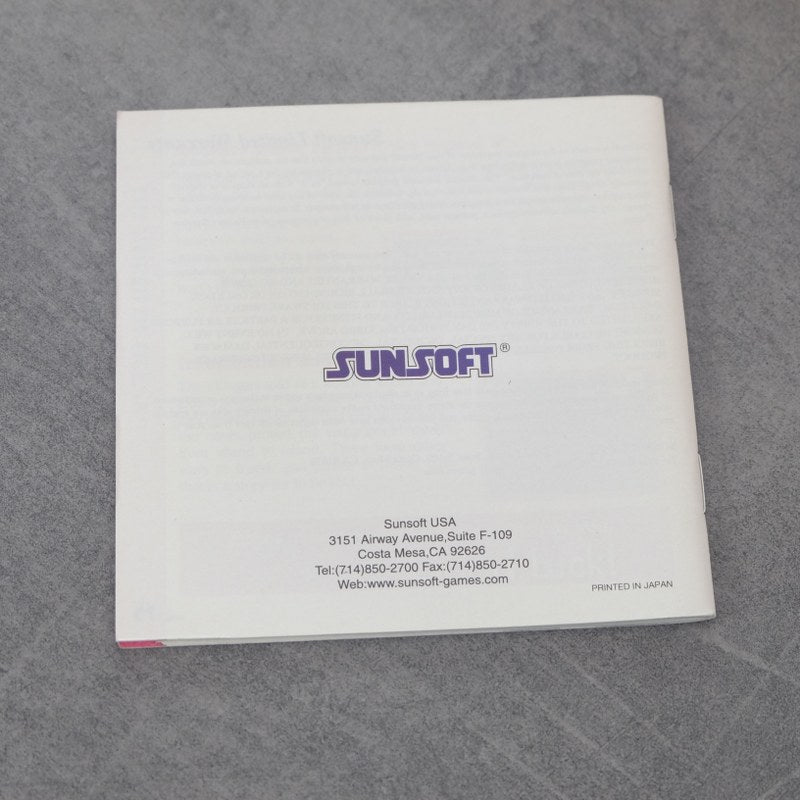 SUNSOFT®
Sunsoft USA
3151 Airway Avenue,Suite F-109
Costa Mesa,CA 92626
Tel:(714)850-2700 Fax:(714)850-2710
Web:www.sunsoft-games.com
PRINTED IN JAPAN